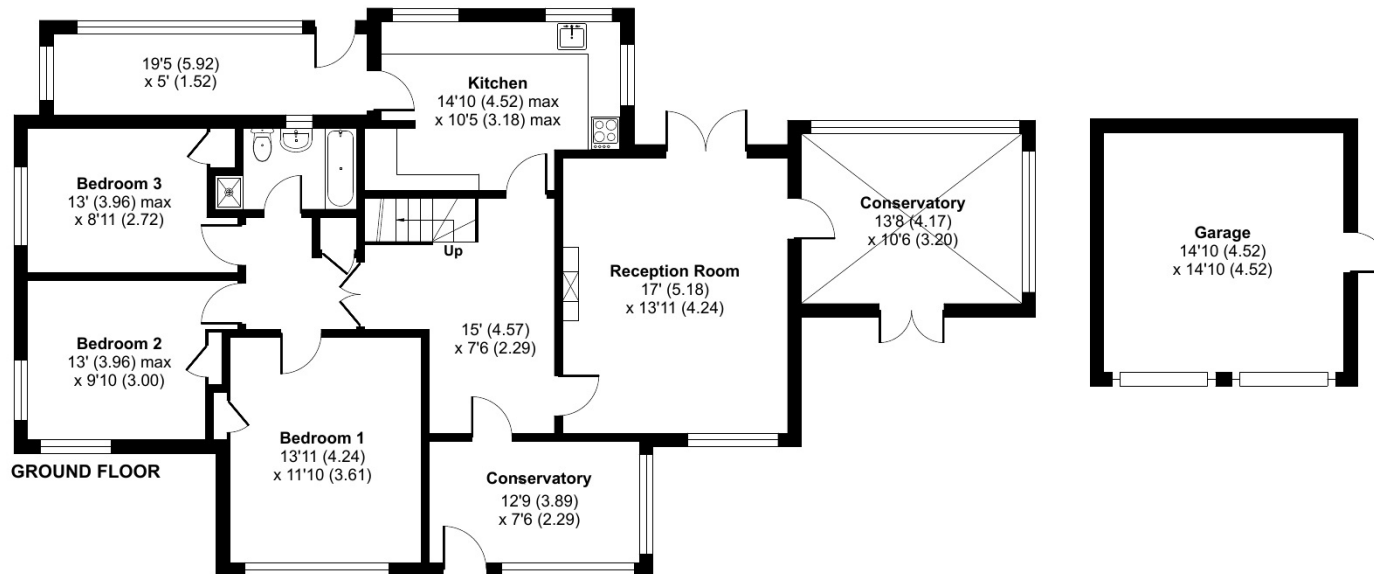 19'5 (5.92)
x 5' (1.52)
Kitchen
14'10 (4.52) max
x 10'5 (3.18) max
Bedroom 3
13' (3.96) max
x 8'11 (2.72)
Up
Reception Room
17' (5.18)
x 13'11 (4.24)
Conservatory
13'8 (4.17)
x 10'6 (3.20)
Garage
14'10 (4.52)
x 14'10 (4.52)
Bedroom 2
13' (3.96) max
x 9'10 (3.00)
15' (4.57)
x 7'6 (2.29)
Bedroom 1
13'11 (4.24)
x 11'10 (3.61)
Conservatory
12'9 (3.89)
x 7'6 (2.29)
GROUND FLOOR